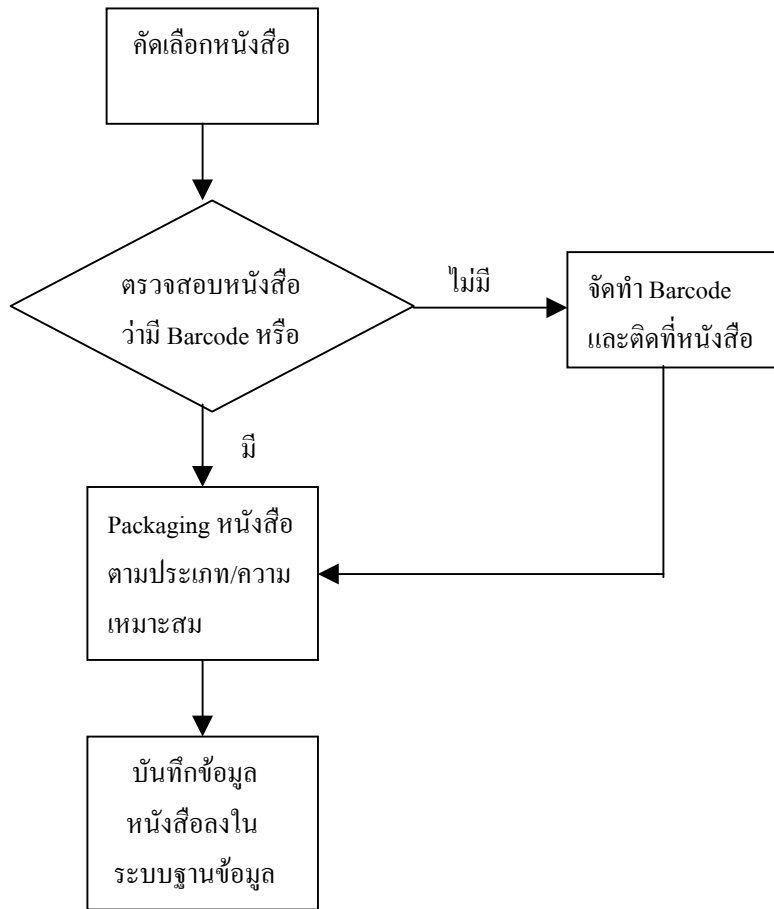 คัดเลือกหนังสือ
ตรวจสอบหนังสือ
ว่ามี Barcode หรือ
ไม่มี
จัดทำ Barcode
และติดที่หนังสือ
มี
Packaging หนังสือ
ตามประเภท/ความ
เหมาะสม
บันทึกข้อมูล
หนังสือลงใน
ระบบฐานข้อมูล